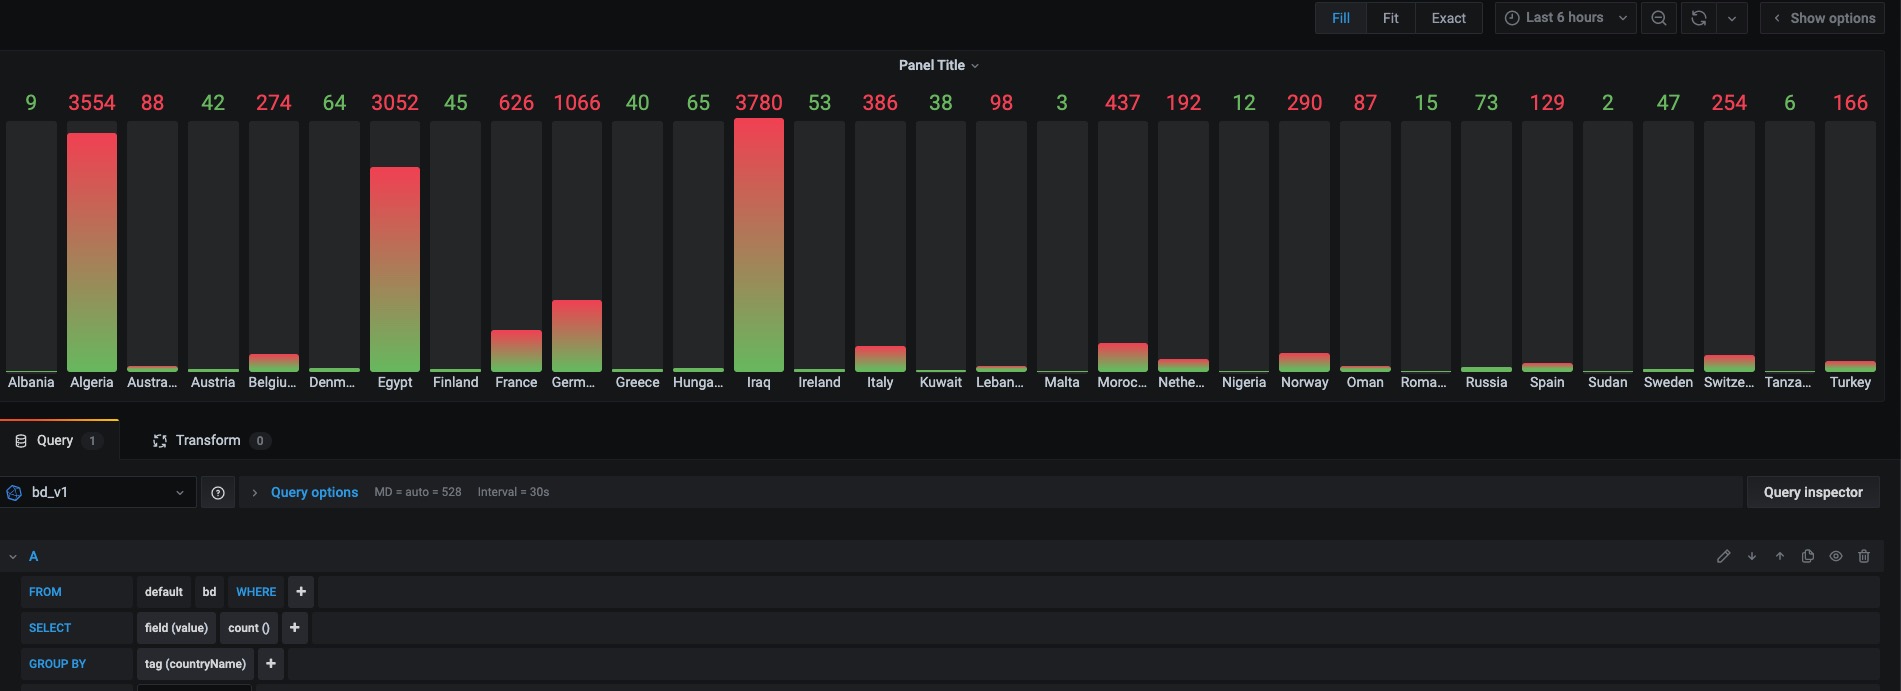 Fill Fit Exact Last 6 hours Show options
Panel Title
9 3554 88 42 274 64 3052 45 626 1066 40 65 3780 53 386 38 98 3 437 192 12 290 87 15 73 129 2 47 254 6 166
Albania Algeria Austra... Austria Belgiu... Denm... Egypt Finland France Germ... Greece Hunga... Iraq Ireland Italy Kuwait Leban... Malta Moroc... Nethe... Nigeria Norway Oman Roma... Russia Spain Sudan Sweden Switze... Tanza... Turkey
Query 1 Transform 0
bd_v1 Query options MD = auto = 528 Interval = 30s Query inspector
A
FROM default bd WHERE +
SELECT field (value) count () +
GROUP BY tag (countryName) +